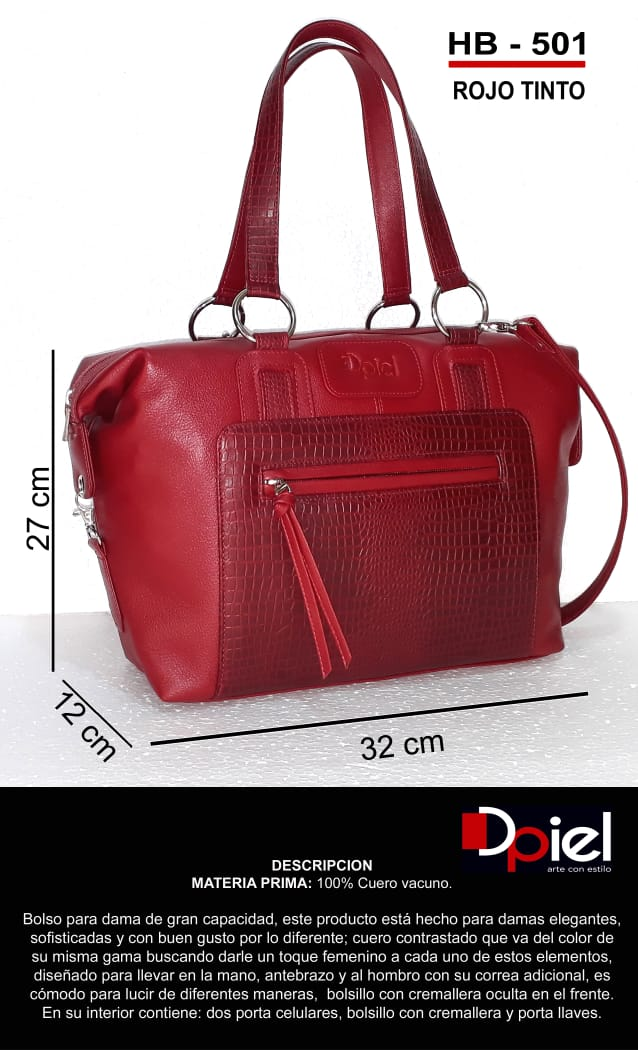 HB - 501
ROJO TINTO
Dpiel
27 cm
12 cm
32 cm
Dpiel
arte con estilo
DESCRIPCION
MATERIA PRIMA: 100% Cuero vacuno.
Bolso para dama de gran capacidad, este producto está hecho para damas elegantes,
sofisticadas y con buen gusto por lo diferente; cuero contrastado que va del color de
su misma gama buscando darle un toque femenino a cada uno de estos elementos,
diseñado para llevar en la mano, antebrazo y al hombro con su correa adicional, es
cómodo para lucir de diferentes maneras,  bolsillo con cremallera oculta en el frente.
En su interior contiene: dos porta celulares, bolsillo con cremallera y porta llaves.